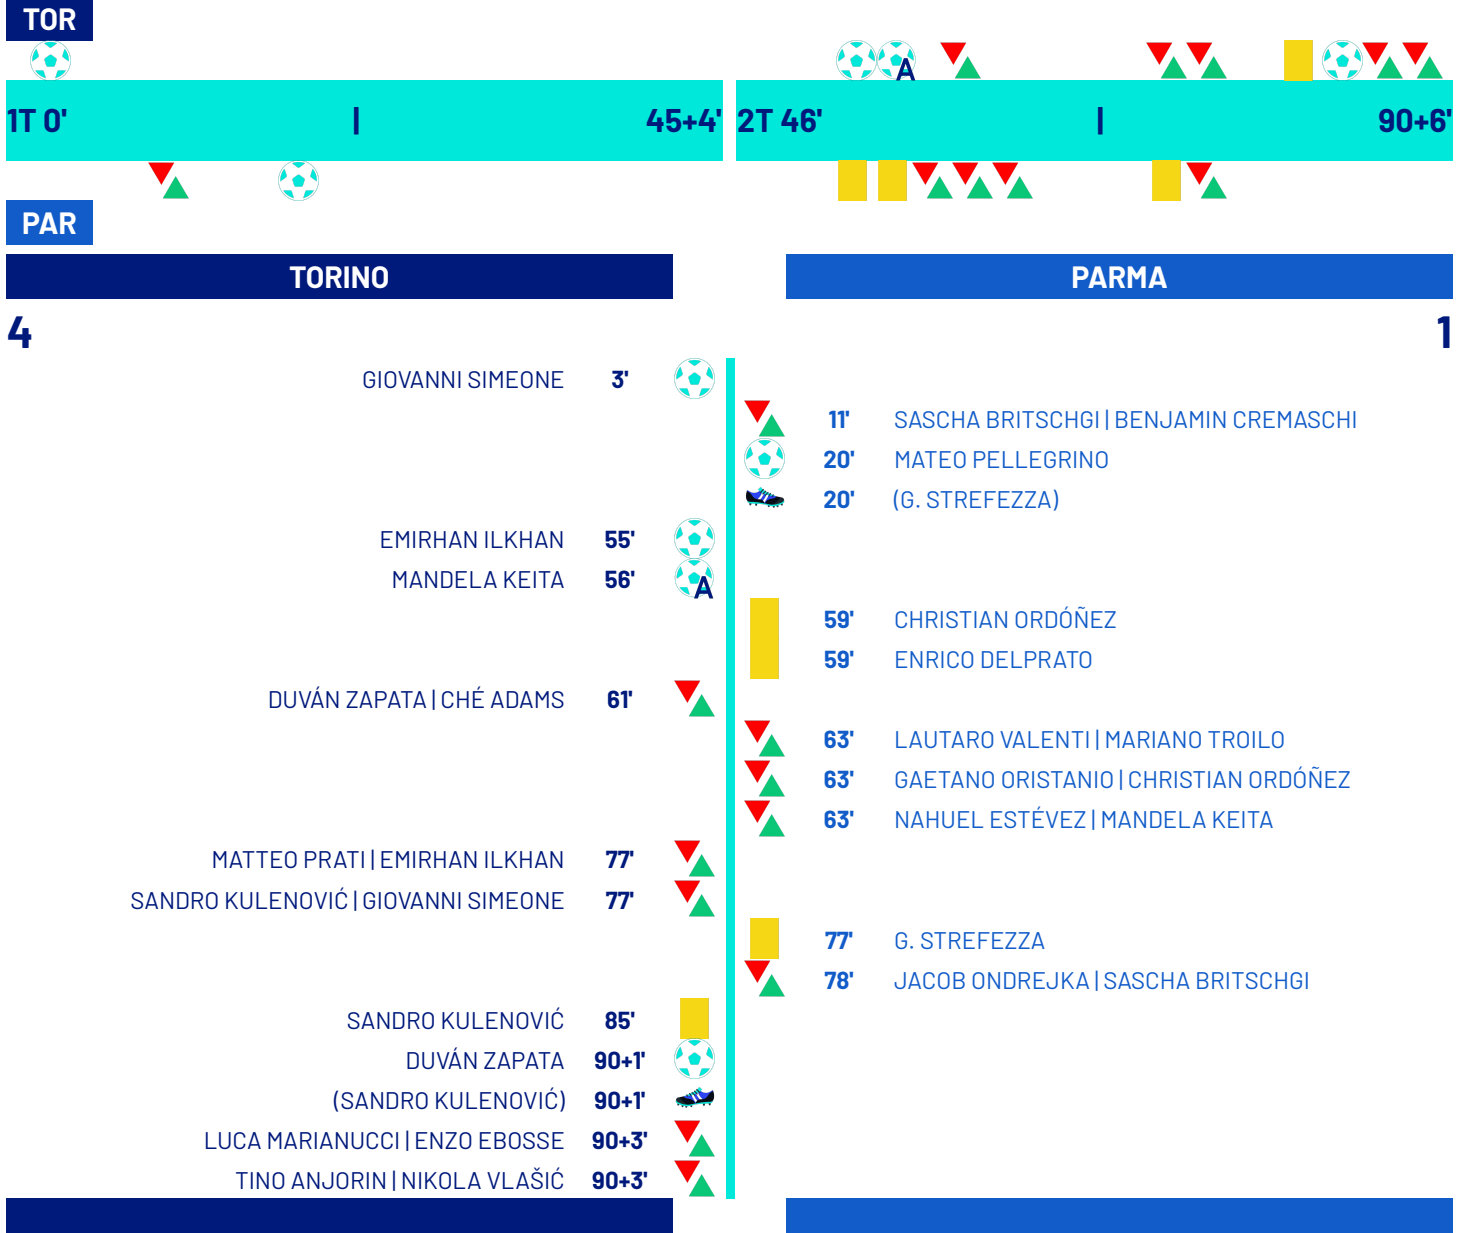 TOR
1T 0' | 45+4' 2T 46' | 90+6'
PAR
TORINO PARMA
4 1
GIOVANNI SIMEONE 3'
11' SASCHA BRITSCHGI | BENJAMIN CREMASCHI
20' MATEO PELLEGRINO
20' (G. STREFEZZA)
EMIRHAN ILKHAN 55'
MANDELA KEITA 56' A
59' CHRISTIAN ORDÓÑEZ
59' ENRICO DELPRATO
DUVÁN ZAPATA | CHÉ ADAMS 61'
63' LAUTARO VALENTI | MARIANO TROILO
63' GAETANO ORISTANIO | CHRISTIAN ORDÓÑEZ
63' NAHUEL ESTÉVEZ | MANDELA KEITA
MATTEO PRATI | EMIRHAN ILKHAN 77'
SANDRO KULENOVIĆ | GIOVANNI SIMEONE 77'
77' G. STREFEZZA
78' JACOB ONDREJKA | SASCHA BRITSCHGI
SANDRO KULENOVIĆ 85'
DUVÁN ZAPATA 90+1'
(SANDRO KULENOVIĆ) 90+1'
LUCA MARIANUCCI | ENZO EBOSSE 90+3'
TINO ANJORIN | NIKOLA VLAŠIĆ 90+3'